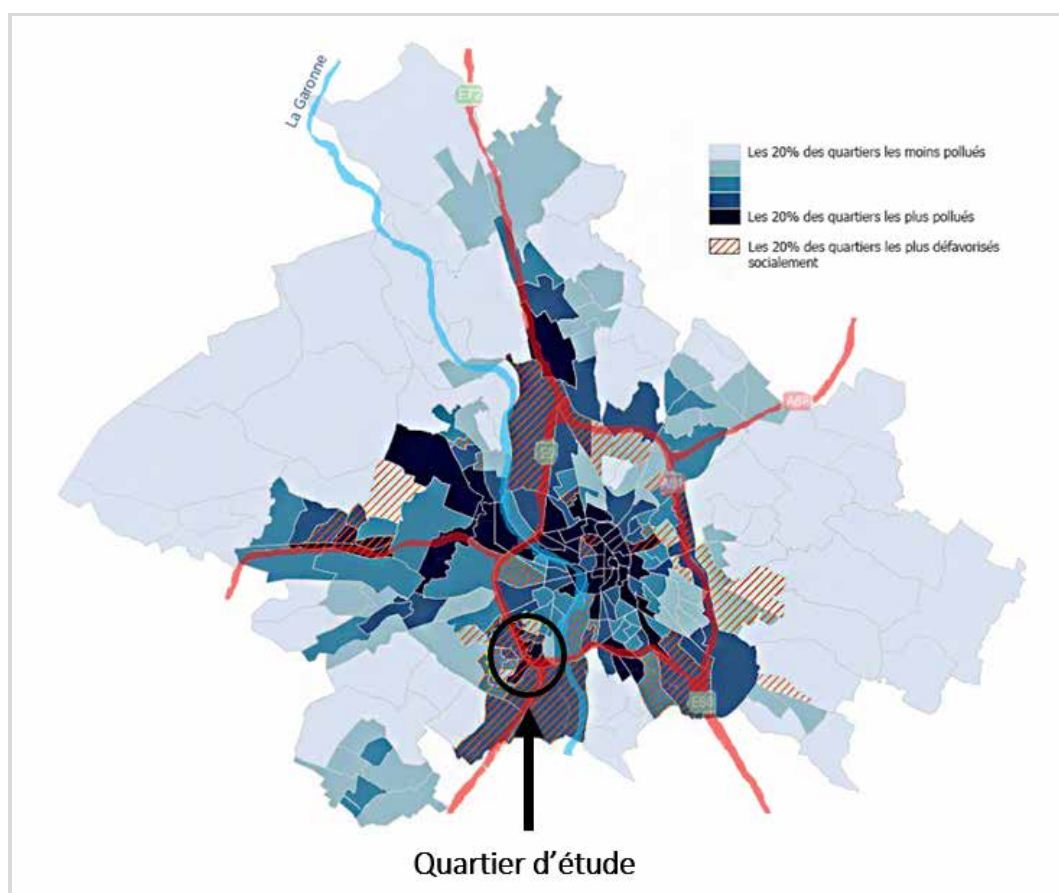 La Garonne
E72
Les 20% des quartiers les moins pollués
Les 20% des quartiers les plus pollués
Les 20% des quartiers les plus défavorisés
socialement
A68
A61
Quartier d'étude